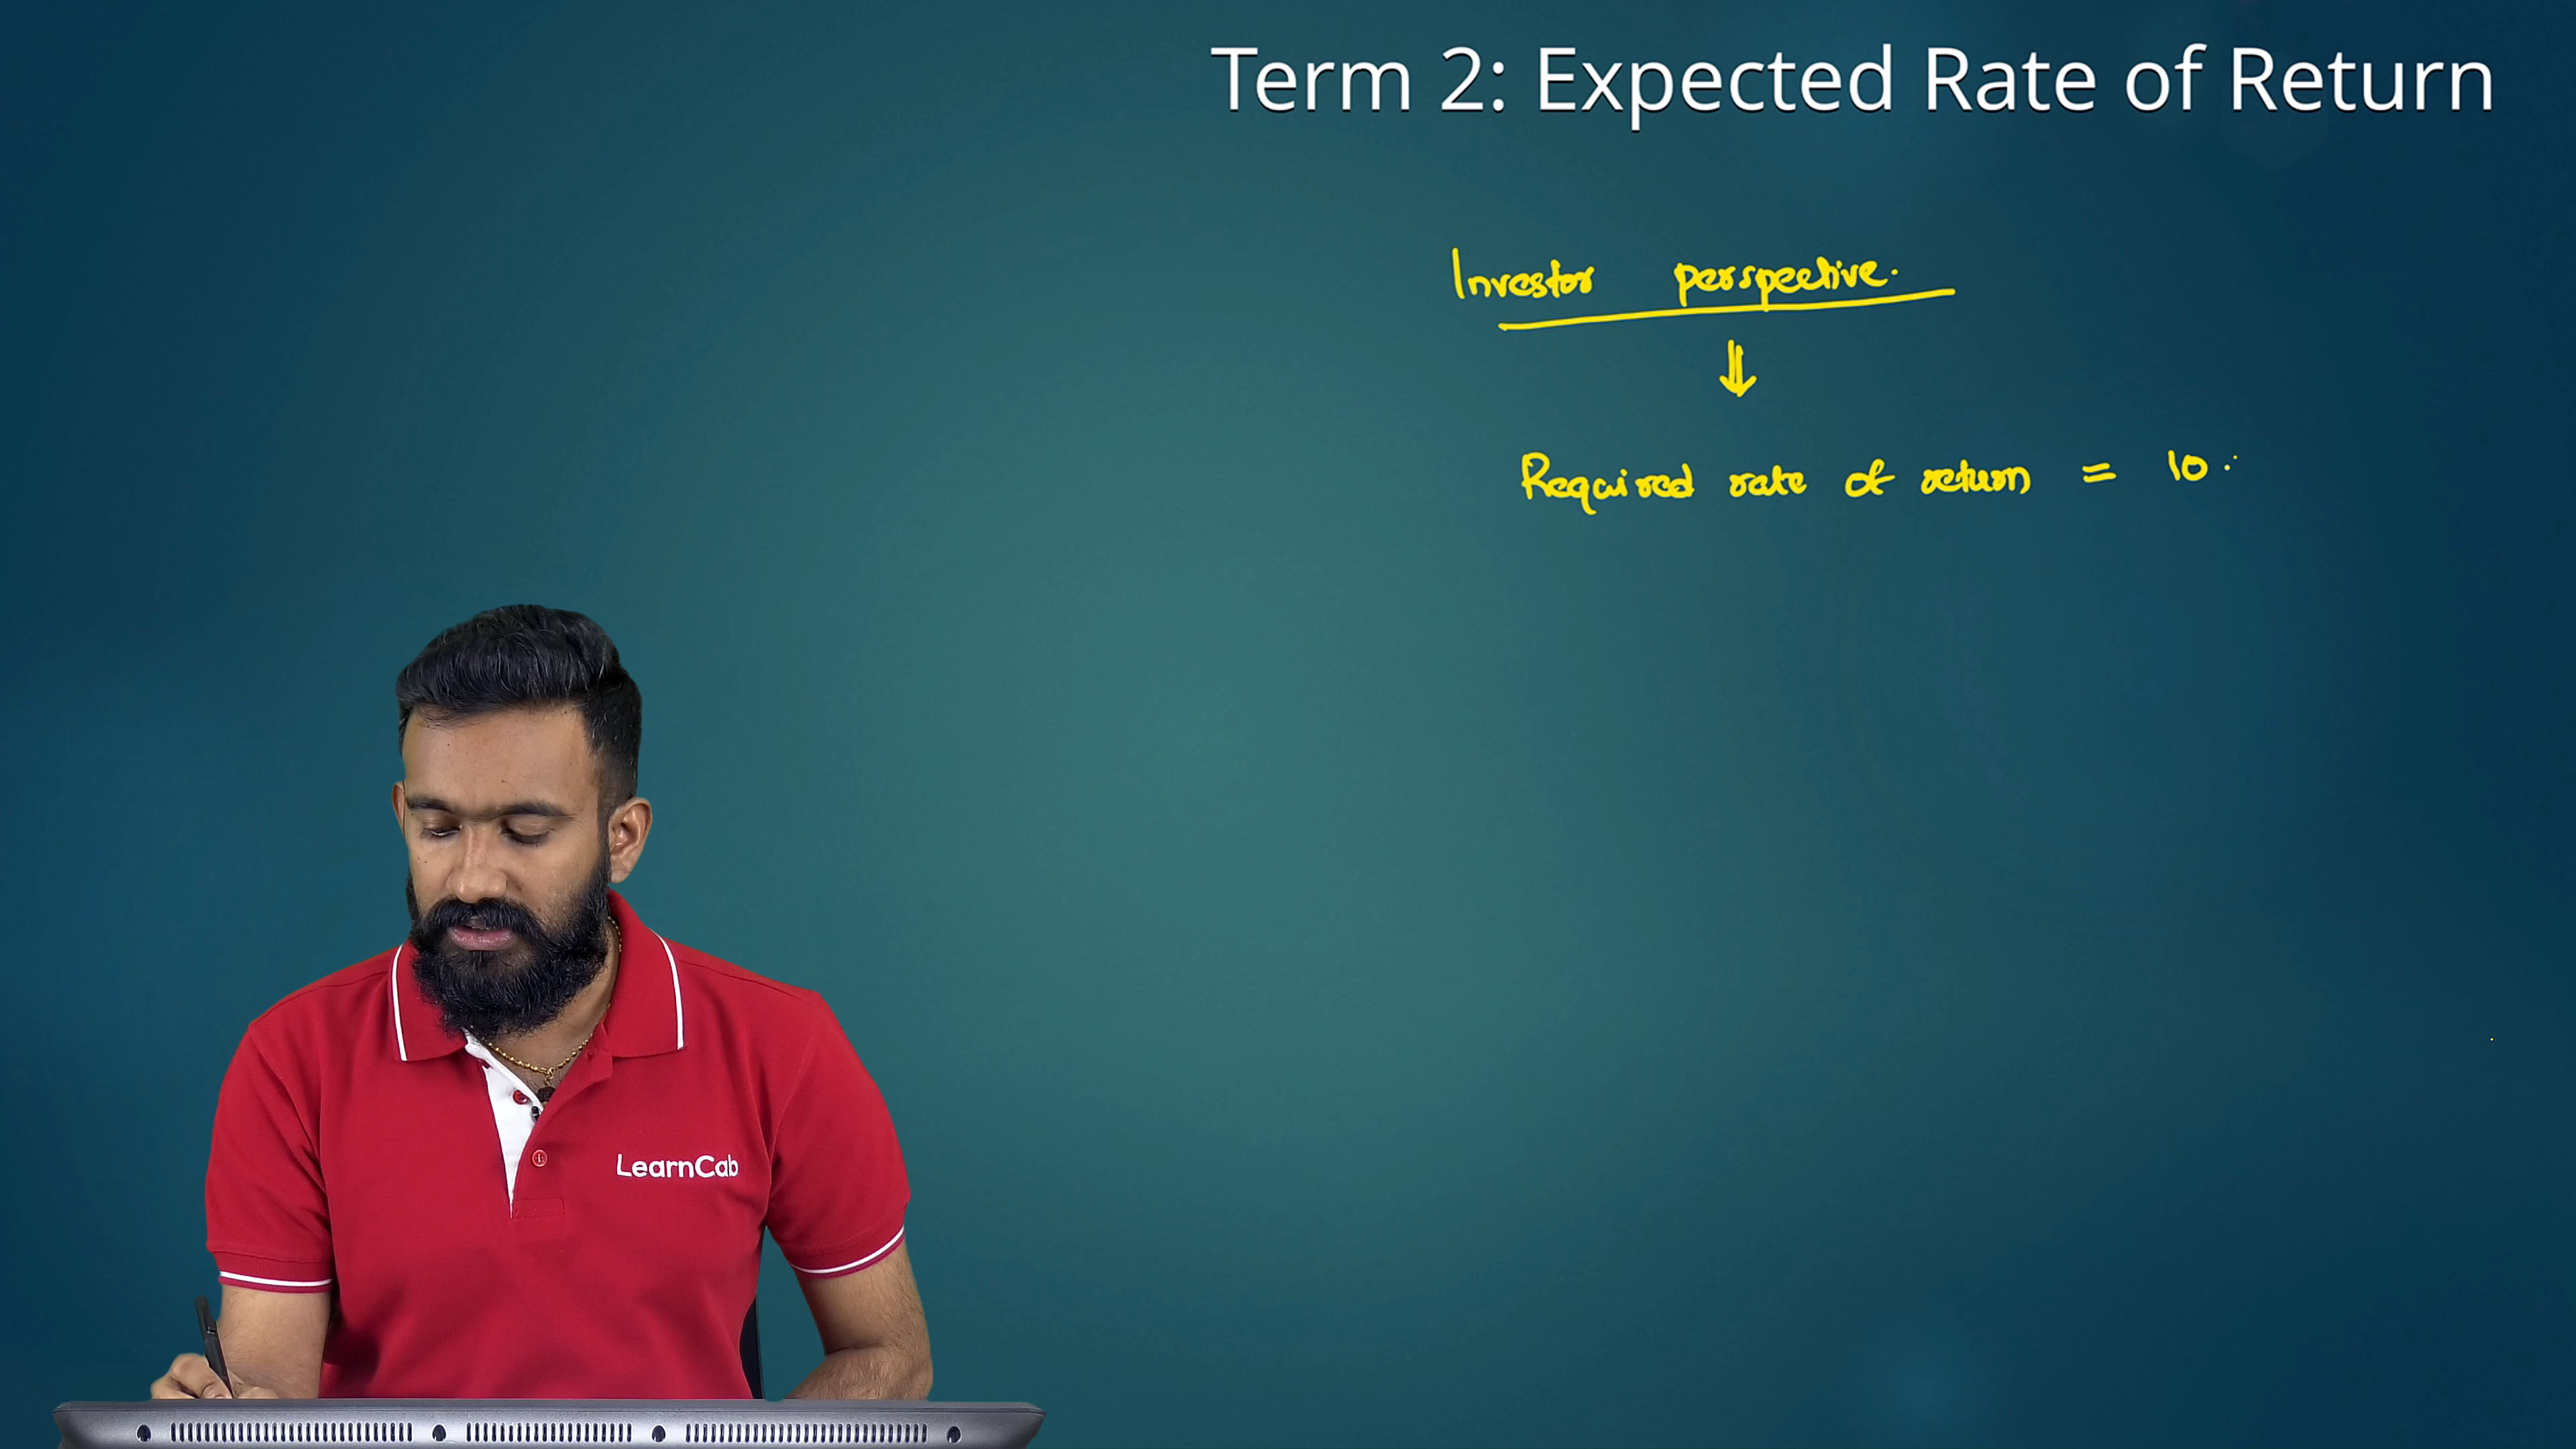 Term 2: Expected Rate of Return
Investor perspective.
Required rate of return = 10.
LearnCab